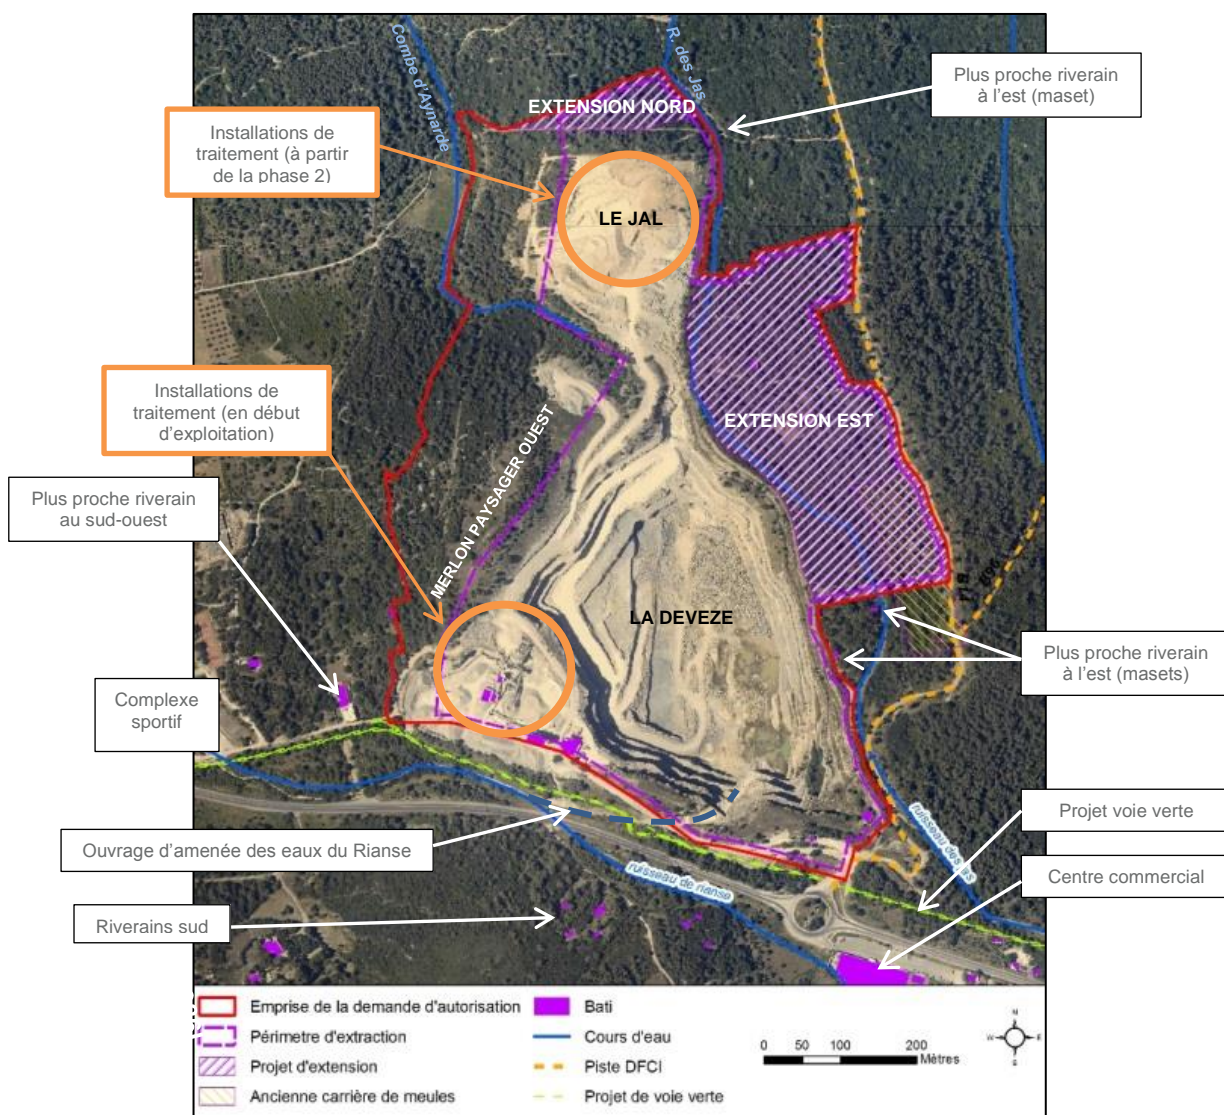 Combe d'Aynarde
R. des Jas
Plus proche riverain
à l'est (maset)
EXTENSION NORD
Installations de
traitement (à partir
de la phase 2)
LE JAL
Installations de
traitement (en début
d'exploitation)
EXTENSION EST
MERLON PAYSAGER OUEST
Plus proche riverain
au sud-ouest
LA DEVEZE
Plus proche riverain
à l'est (masets)
Complexe
sportif
Projet voie verte
Ouvrage d'amenée des eaux du Rianse
ruisseau des jas
ruisseau de rianse
Centre commercial
Riverains sud
Emprise de la demande d'autorisation
Périmètre d'extraction
Projet d'extension
Ancienne carrière de meules
Bati
Cours d'eau
Piste DFCI
Projet de voie verte
0 50 100 200
Mètres
N
W E
S